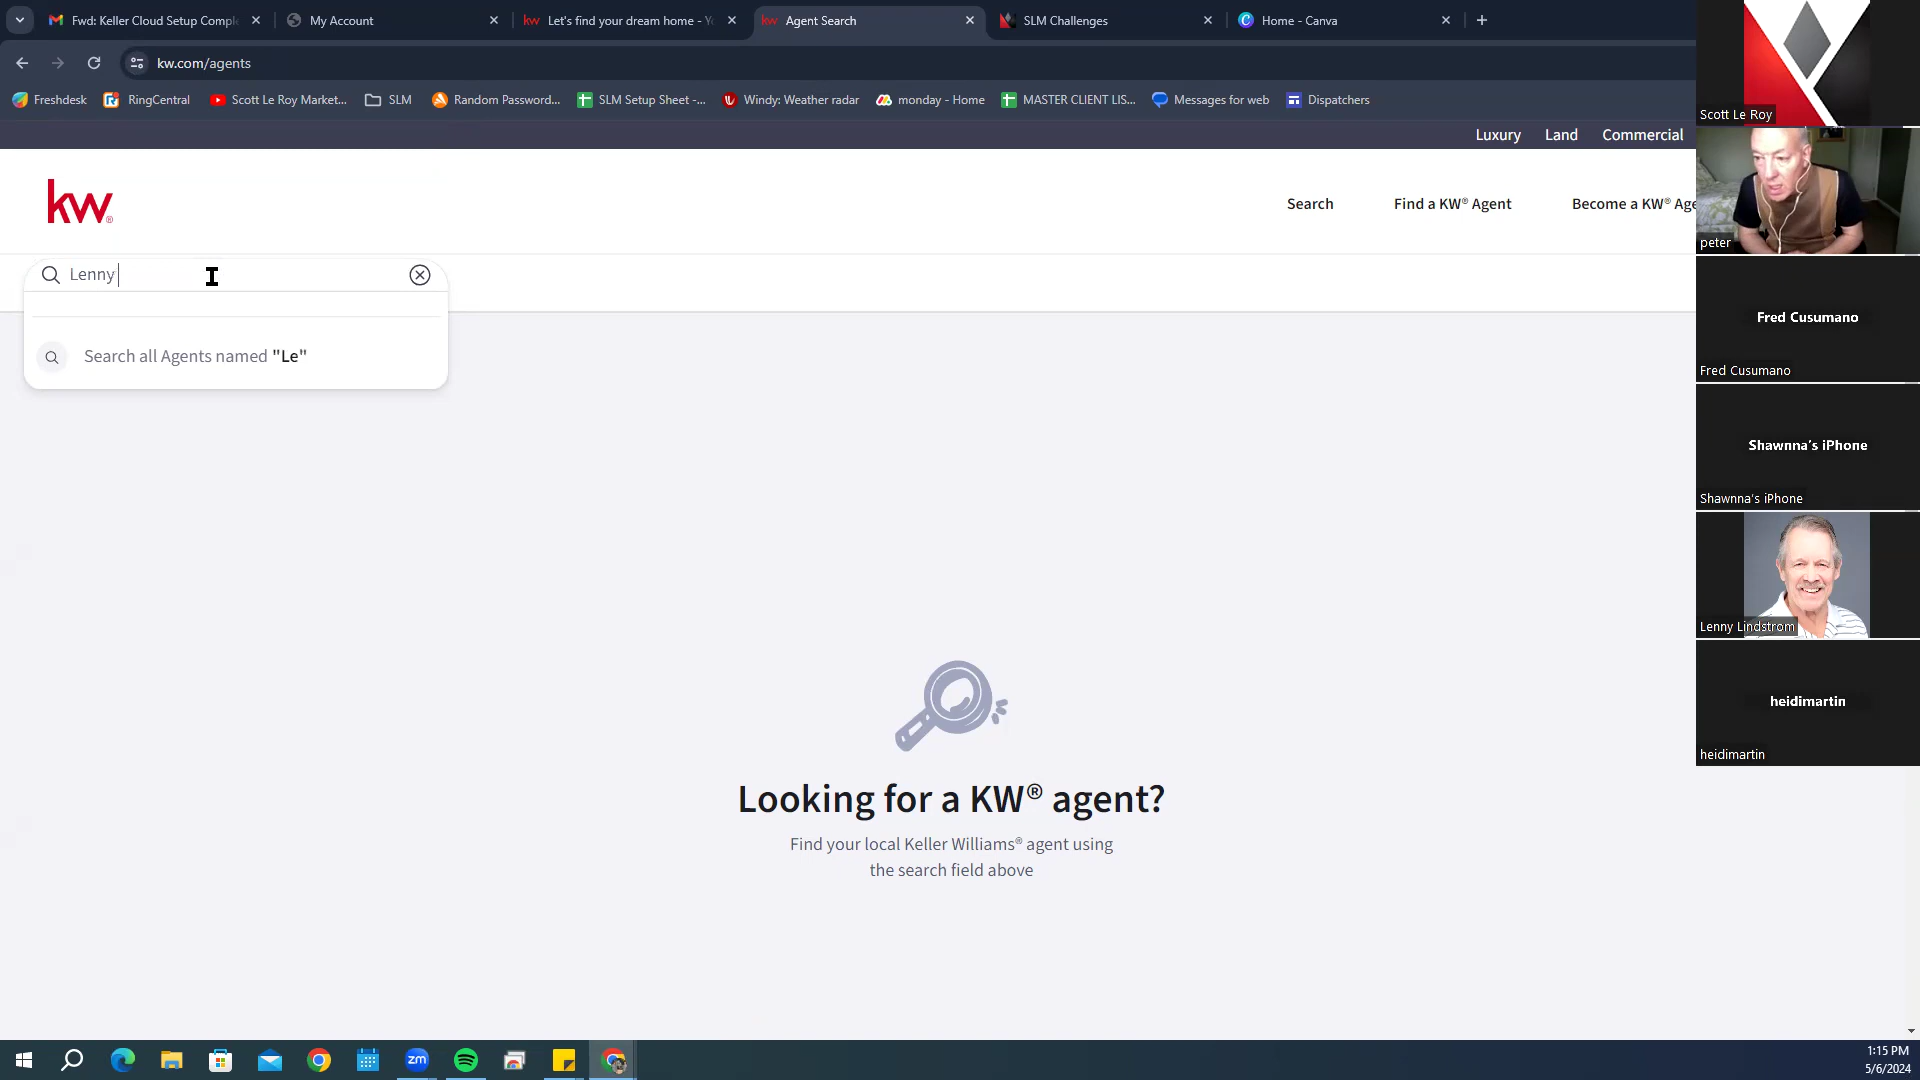 Fwd: Keller Cloud Setup Compl
My Account
kw Let's find your dream home - Y
kw Agent Search
SLM Challenges
Home - Canva
kw.com/agents
Freshdesk
RingCentral
Scott Le Roy Market...
SLM
Random Password...
SLM Setup Sheet -...
Windy: Weather radar
monday - Home
MASTER CLIENT LIS...
Messages for web
Dispatchers
Luxury
Land
Commercial
kw®
Search
Find a KW® Agent
Become a KW® Age
Lenny
Search all Agents named "Le"
Looking for a KW® agent?
Find your local Keller Williams® agent using
the search field above
Scott Le Roy
peter
Fred Cusumano
Fred Cusumano
Shawnna's iPhone
Shawnna's iPhone
Lenny Lindstrom
heidimartin
heidimartin
zm
1:15 PM
5/6/2024